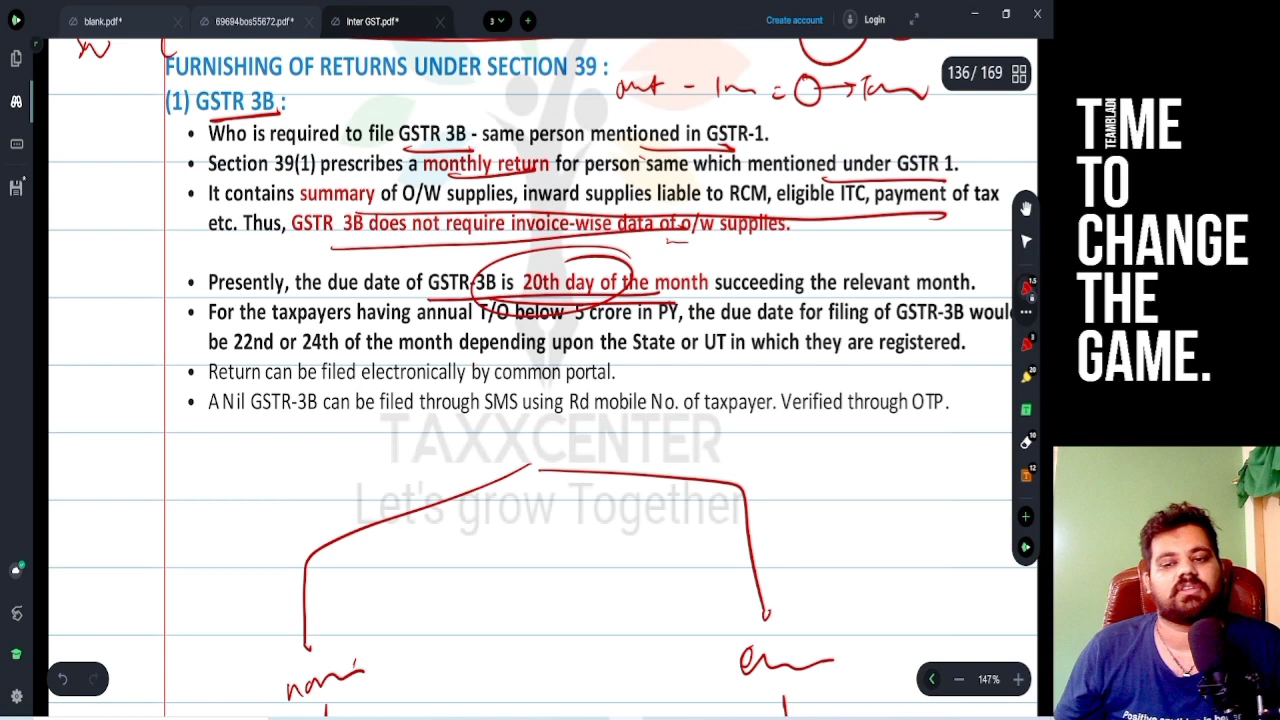 blank.pdf*
69694bos55672.pdf*
Inter GST.pdf*
3
Create account
Login
FURNISHING OF RETURNS UNDER SECTION 39 :
136/169
out - In = O → Tax
(1) GSTR 3B :
• Who is required to file GSTR 3B - same person mentioned in GSTR-1.
• Section 39(1) prescribes a monthly return for person same which mentioned under GSTR 1.
• It contains summary of O/W supplies, inward supplies liable to RCM, eligible ITC, payment of tax
etc. Thus, GSTR 3B does not require invoice-wise data of o/w supplies.
• Presently, the due date of GSTR-3B is 20th day of the month succeeding the relevant month.
• For the taxpayers having annual T/O below 5 crore in PY, the due date for filing of GSTR-3B woul
be 22nd or 24th of the month depending upon the State or UT in which they are registered.
• Return can be filed electronically by common portal.
• A Nil GSTR-3B can be filed through SMS using Rd mobile No. of taxpayer. Verified through OTP.
TAXXCENTER
Let's grow Together
147%
TIME
TEAMBLADE
TO
CHANGE
THE
GAME.
Positive